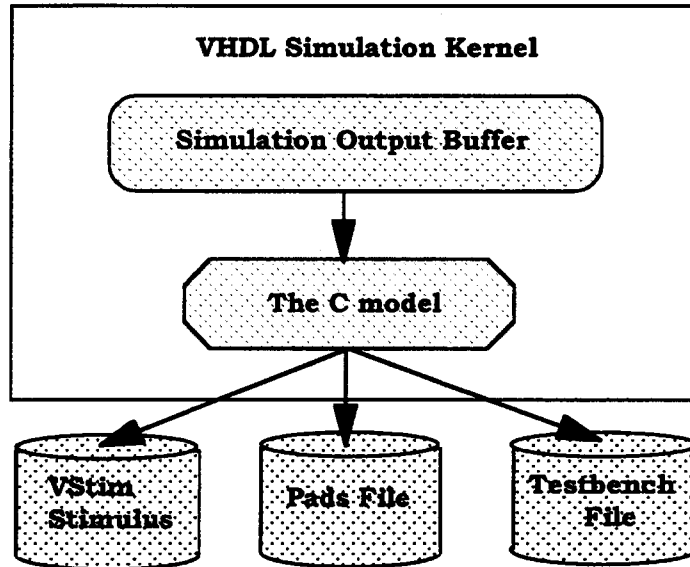 VHDL Simulation Kernel
Simulation Output Buffer
The C model
VStim
Stimulus
Pads File
Testbench
File